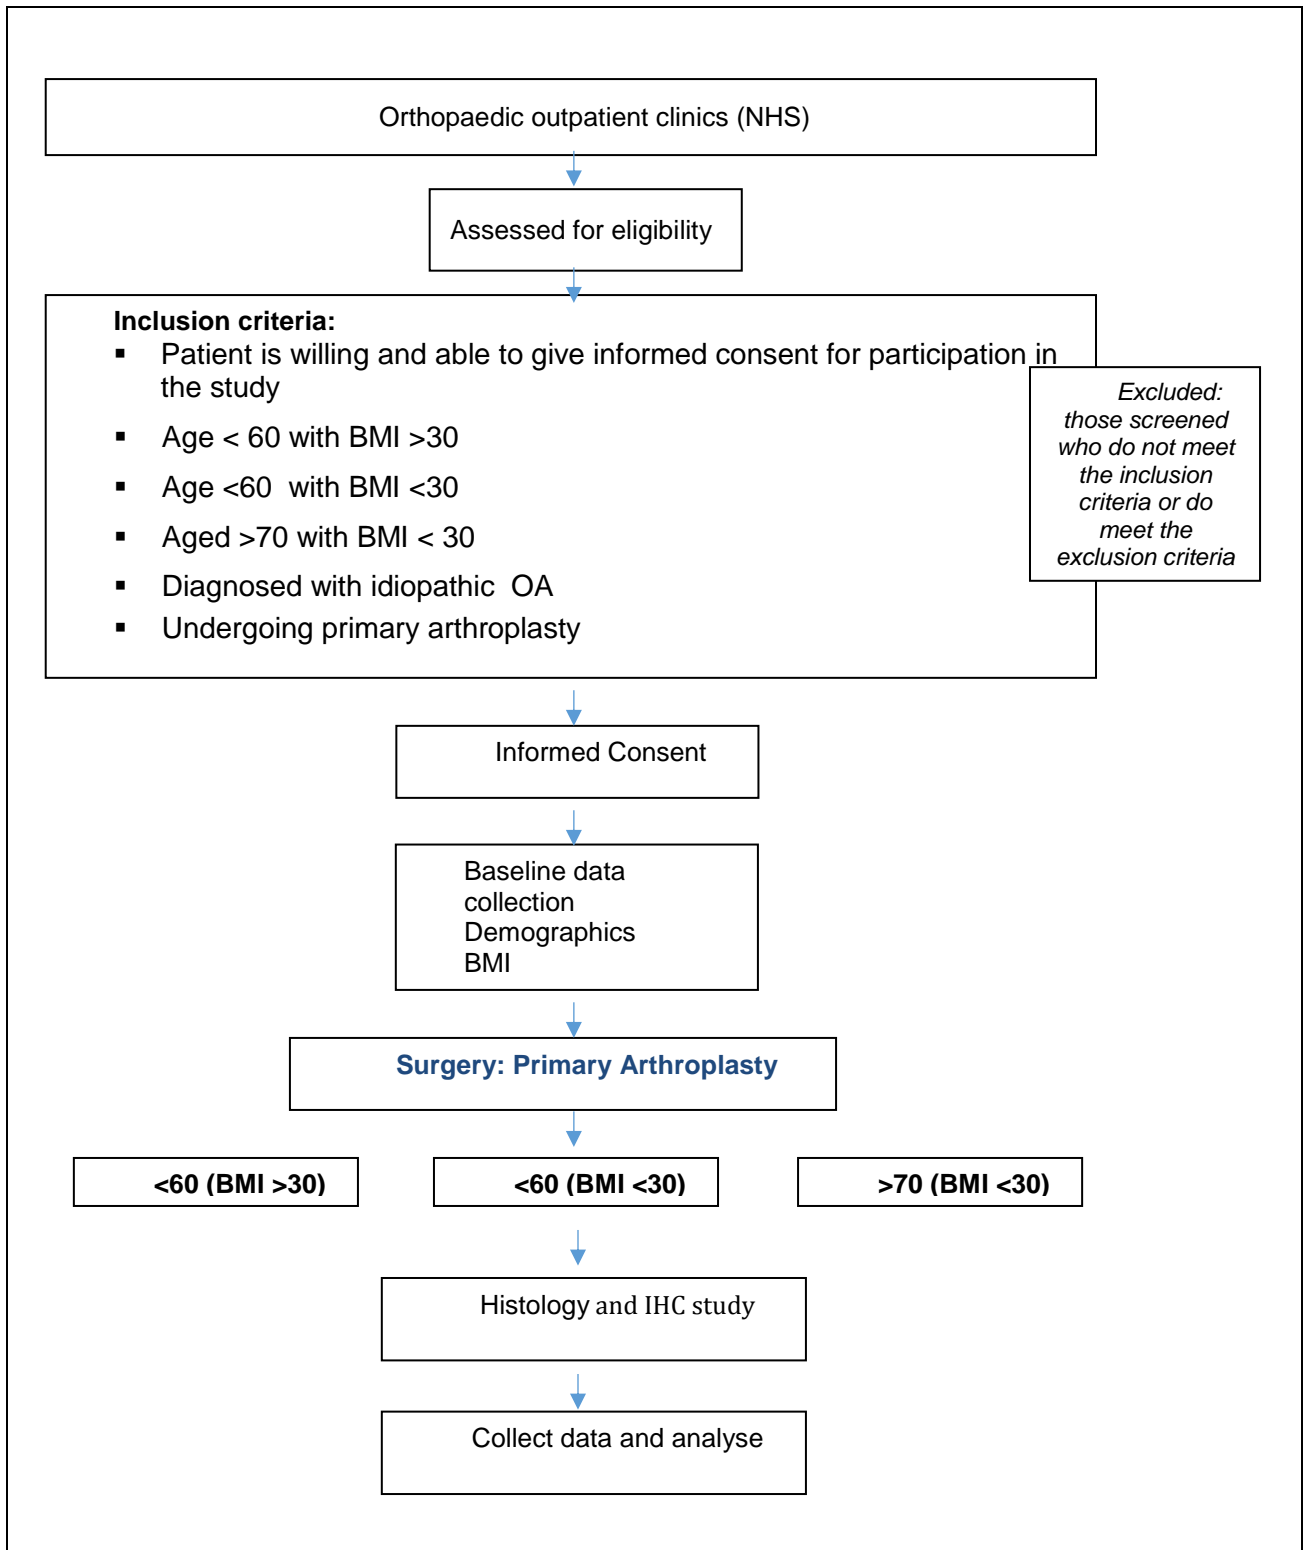 Orthopaedic outpatient clinics (NHS)
Assessed for eligibility
Inclusion criteria:
▪ Patient is willing and able to give informed consent for participation in
the study
▪ Age < 60 with BMI >30
▪ Age <60 with BMI <30
▪ Aged >70 with BMI < 30
▪ Diagnosed with idiopathic OA
▪ Undergoing primary arthroplasty
Excluded:
those screened
who do not meet
the inclusion
criteria or do
meet the
exclusion criteria
Informed Consent
Baseline data
collection
Demographics
BMI
Surgery: Primary Arthroplasty
<60 (BMI >30)
<60 (BMI <30)
>70 (BMI <30)
Histology and IHC study
Collect data and analyse